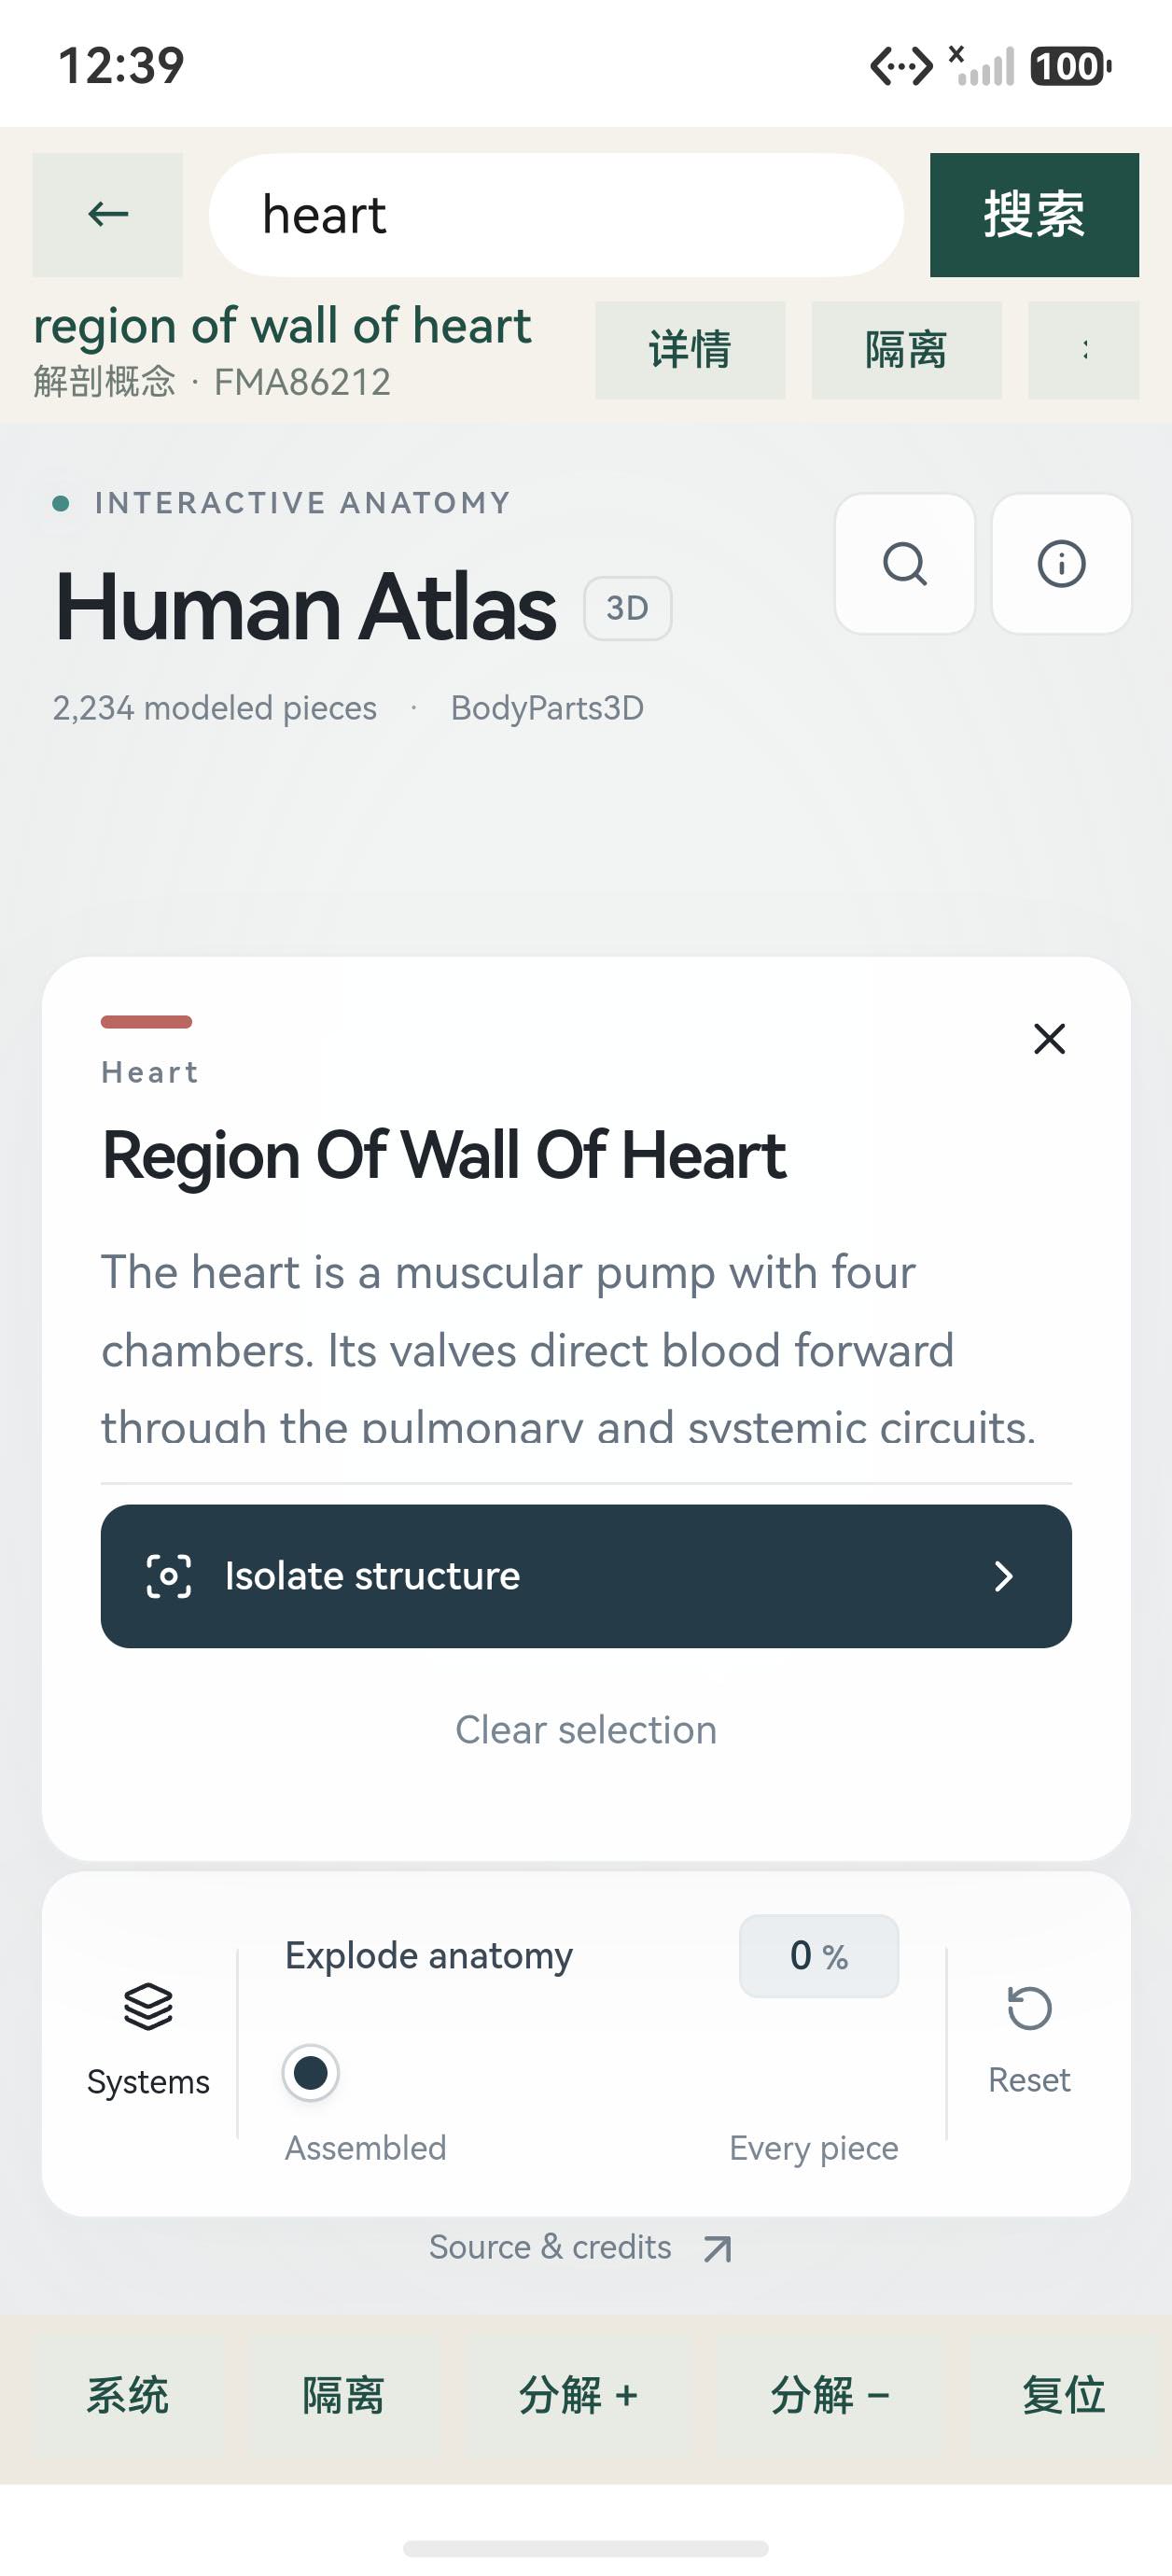 12:39
100
←
heart
搜索
region of wall of heart
详情
隔离
解剖概念 · FMA86212
INTERACTIVE ANATOMY
Human Atlas
3D
2,234 modeled pieces · BodyParts3D
Heart
Region Of Wall Of Heart
The heart is a muscular pump with four
chambers. Its valves direct blood forward
through the pulmonary and systemic circuits.
Isolate structure
Clear selection
Explode anatomy
0 %
Systems
Reset
Assembled
Every piece
Source & credits
系统
隔离
分解 +
分解 −
复位